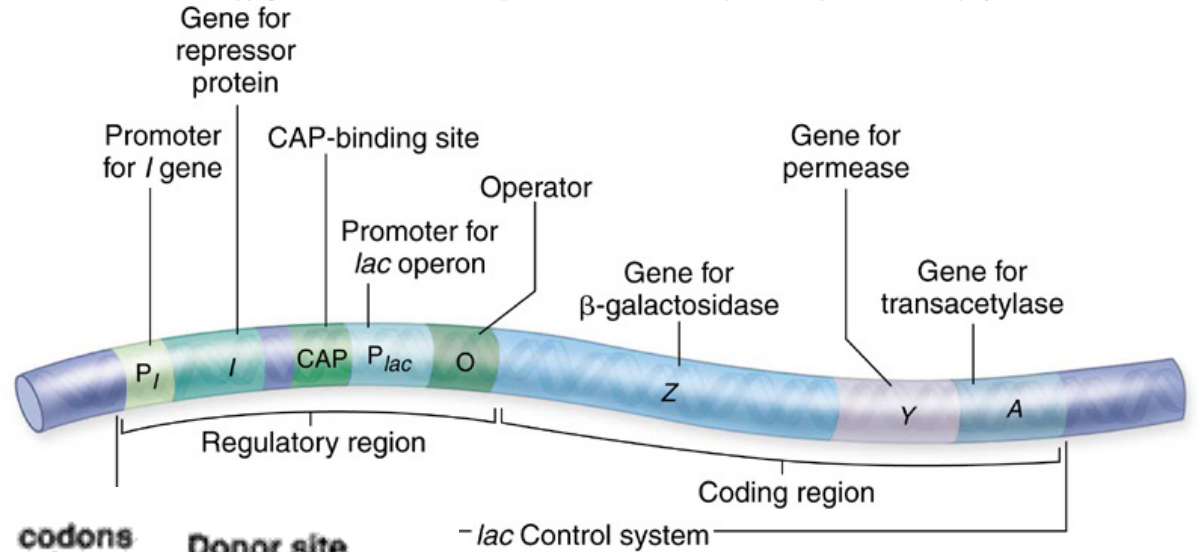 Gene for
repressor
protein
Promoter
for I gene
CAP-binding site
Operator
Promoter for
lac operon
Gene for
β-galactosidase
Gene for
permease
Gene for
transacetylase
P_I
I
CAP
P_lac
O
Z
Y
A
Regulatory region
Coding region
lac Control system
codons
Donor site